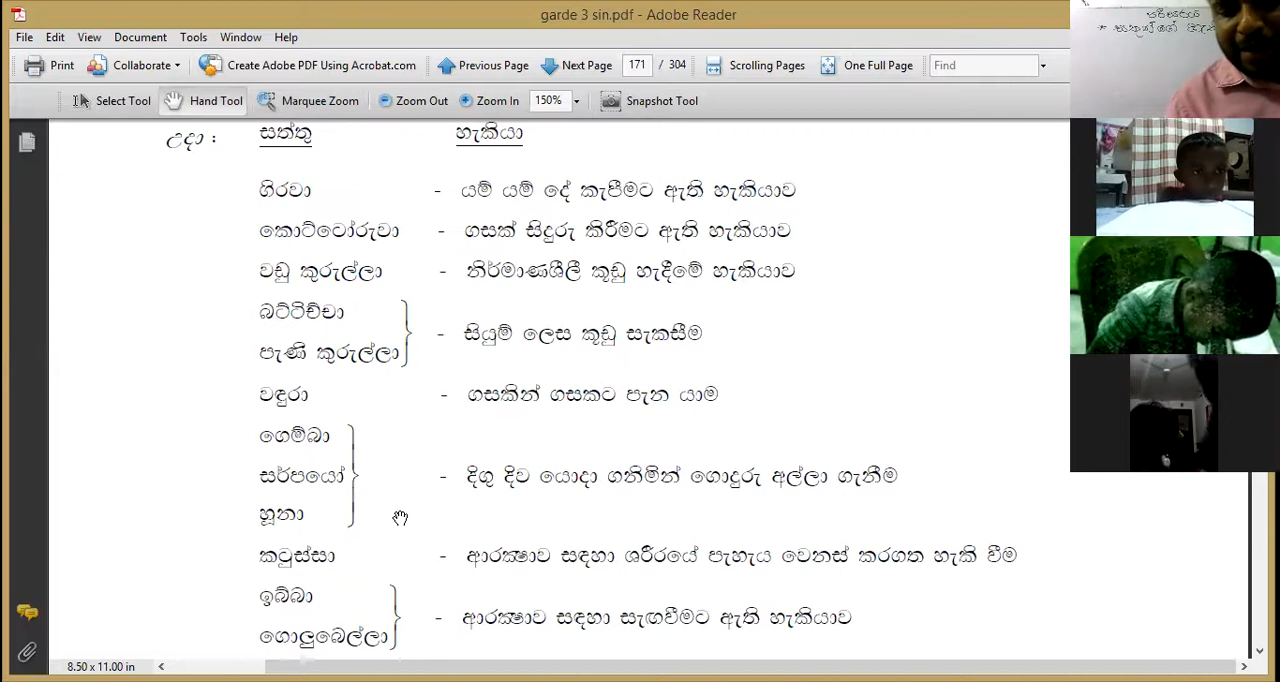 garde 3 sin.pdf - Adobe Reader
File Edit View Document Tools Window Help
Print Collaborate Create Adobe PDF Using Acrobat.com Previous Page Next Page 171 / 304 Scrolling Pages One Full Page Find
Select Tool Hand Tool Marquee Zoom Zoom Out Zoom In 150% Snapshot Tool
උදා : සත්තු හැකියා
ගිරවා - යම් යම් දේ කැපීමට ඇති හැකියාව
කොට්ටෝරුවා - ගසක් සිදුරු කිරීමට ඇති හැකියාව
වඩු කුරුල්ලා - නිර්මාණශීලී කූඩු හැදීමේ හැකියාව
බට්ටිච්චා
පැණි කුරුල්ලා - සියුම් ලෙස කූඩු සැකසීම
වඳුරා - ගසකින් ගසකට පැන යාම
ගෙම්බා
සර්පයෝ - දිගු දිව යොදා ගනිමින් ගොදුරු අල්ලා ගැනීම
හූනා
කටුස්සා - ආරක්‍ෂාව සඳහා ශරීරයේ පැහැය වෙනස් කරගත හැකි වීම
ඉබ්බා
ගොලුබෙල්ලා - ආරක්‍ෂාව සඳහා සැඟවීමට ඇති හැකියාව
8.50 x 11.00 in
පරිසරය